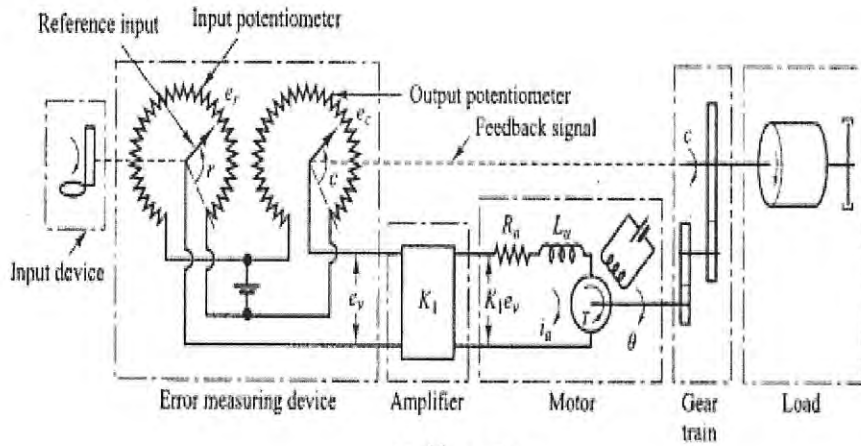 Reference input
Input potentiometer
e_r
Output potentiometer
e_c
Feedback signal
r
c
c
Input device
R_a
L_a
e_v
K_1
K_1e_v
i_a
T
θ
Error measuring device
Amplifier
Motor
Gear
train
Load